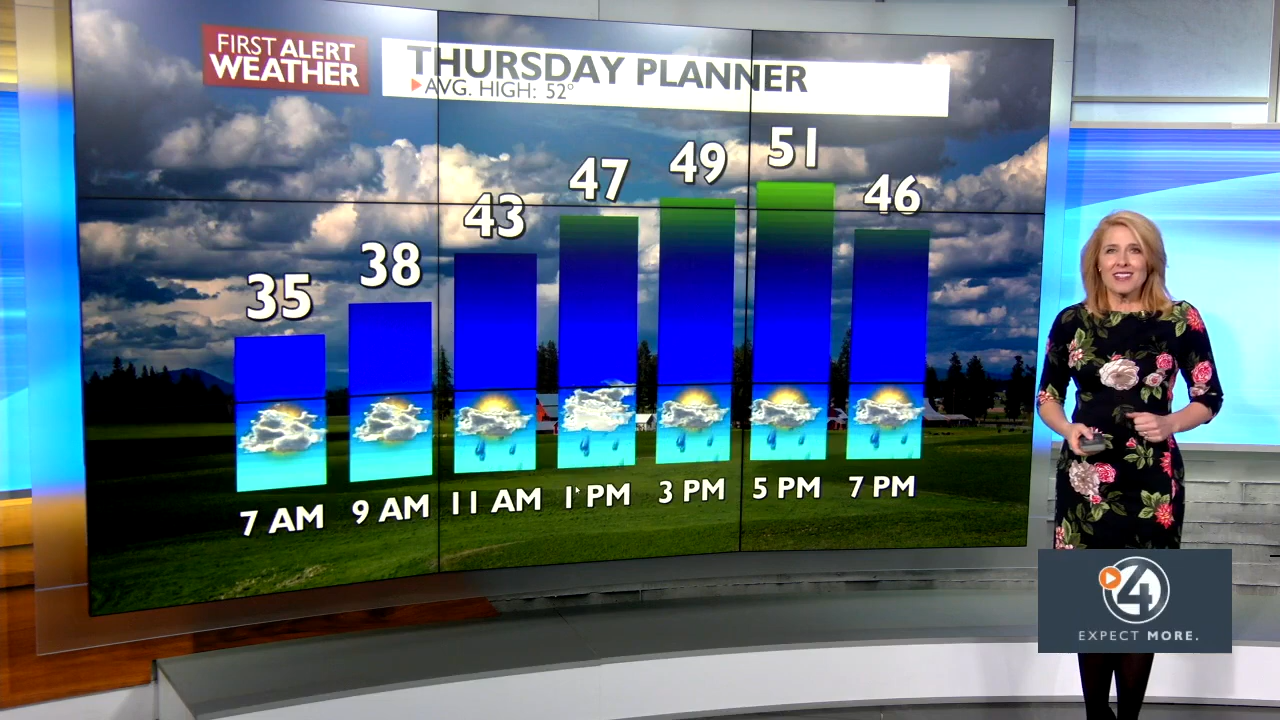 FIRST ALERT
WEATHER
THURSDAY PLANNER
AVG. HIGH: 52°
35
38
43
47
49
51
46
7 AM
9 AM
11 AM
1 PM
3 PM
5 PM
7 PM
4
EXPECT MORE.